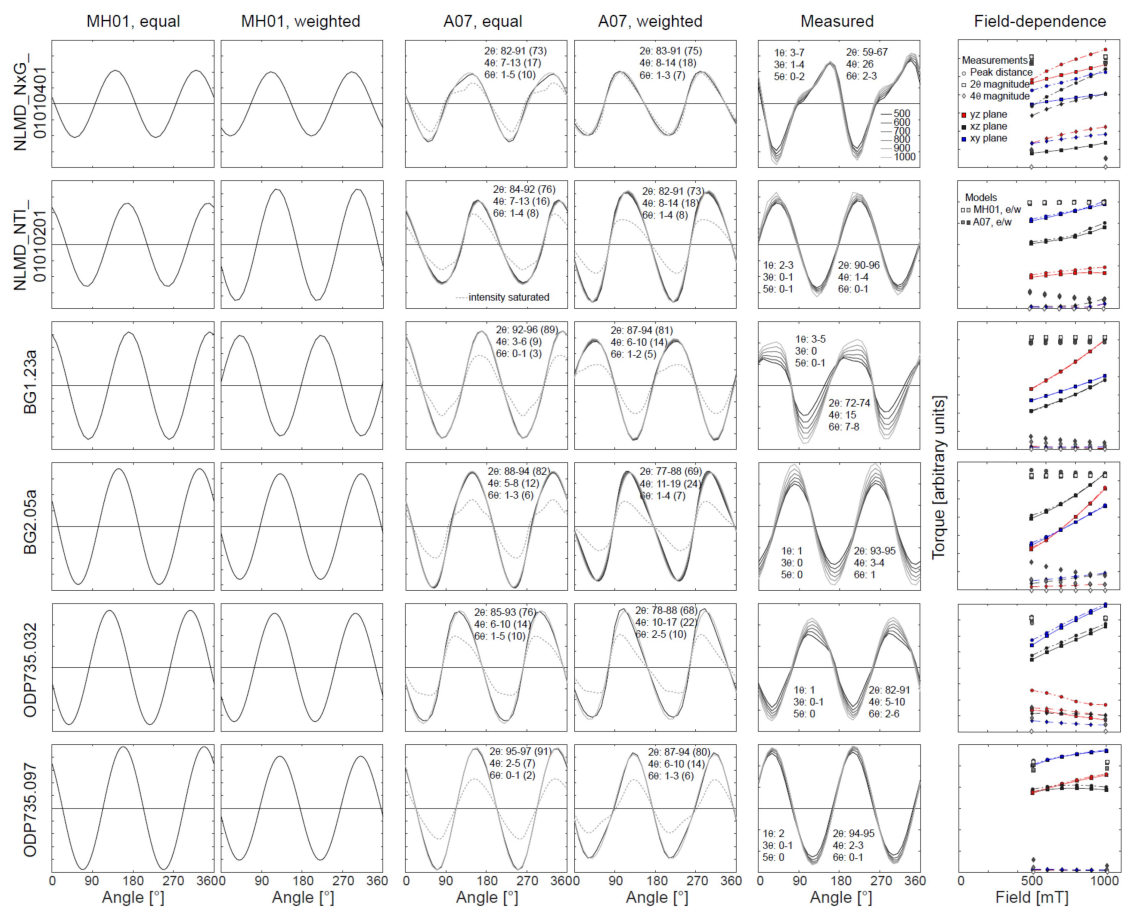 MH01, equal
MH01, weighted
A07, equal
A07, weighted
Measured
Field-dependence
NLMD_NxG_
01010401
2θ: 82-91 (73)
4θ: 7-13 (17)
6θ: 1-5 (10)
2θ: 83-91 (75)
4θ: 8-14 (18)
6θ: 1-3 (7)
1θ: 3-7
3θ: 1-4
5θ: 0-2
2θ: 59-67
4θ: 26
6θ: 2-3
500
600
700
800
900
1000
Measurements
Peak distance
2θ magnitude
4θ magnitude
yz plane
xz plane
xy plane
NLMD_NTI_
01010201
2θ: 84-92 (76)
4θ: 7-13 (16)
6θ: 1-4 (8)
intensity saturated
2θ: 82-91 (73)
4θ: 8-14 (18)
6θ: 1-4 (8)
1θ: 2-3
3θ: 0-1
5θ: 0-1
2θ: 90-96
4θ: 1-4
6θ: 0-1
Models
MH01, e/w
A07, e/w
BG1.23a
2θ: 92-96 (89)
4θ: 3-6 (9)
6θ: 0-1 (3)
2θ: 87-94 (81)
4θ: 6-10 (14)
6θ: 1-2 (5)
1θ: 3-5
3θ: 0
5θ: 0-1
2θ: 72-74
4θ: 15
6θ: 7-8
BG2.05a
2θ: 88-94 (82)
4θ: 5-8 (12)
6θ: 1-3 (6)
2θ: 77-88 (69)
4θ: 11-19 (24)
6θ: 1-4 (7)
1θ: 1
3θ: 0
5θ: 0
2θ: 93-95
4θ: 3-4
6θ: 1
Torque [arbitrary units]
ODP735.032
2θ: 85-93 (76)
4θ: 6-10 (14)
6θ: 1-5 (10)
2θ: 78-88 (68)
4θ: 10-17 (22)
6θ: 2-5 (10)
1θ: 1
3θ: 0-1
5θ: 0
2θ: 82-91
4θ: 5-10
6θ: 2-6
ODP735.097
2θ: 95-97 (91)
4θ: 2-5 (7)
6θ: 0-1 (2)
2θ: 87-94 (80)
4θ: 6-10 (14)
6θ: 1-3 (6)
1θ: 2
3θ: 0-1
5θ: 0
2θ: 94-95
4θ: 2-3
6θ: 0-1
0 90 180 270 360
0 90 180 270 360
0 90 180 270 360
0 90 180 270 360
0 90 180 270 360
0 500 1000
Angle [°]
Angle [°]
Angle [°]
Angle [°]
Angle [°]
Field [mT]